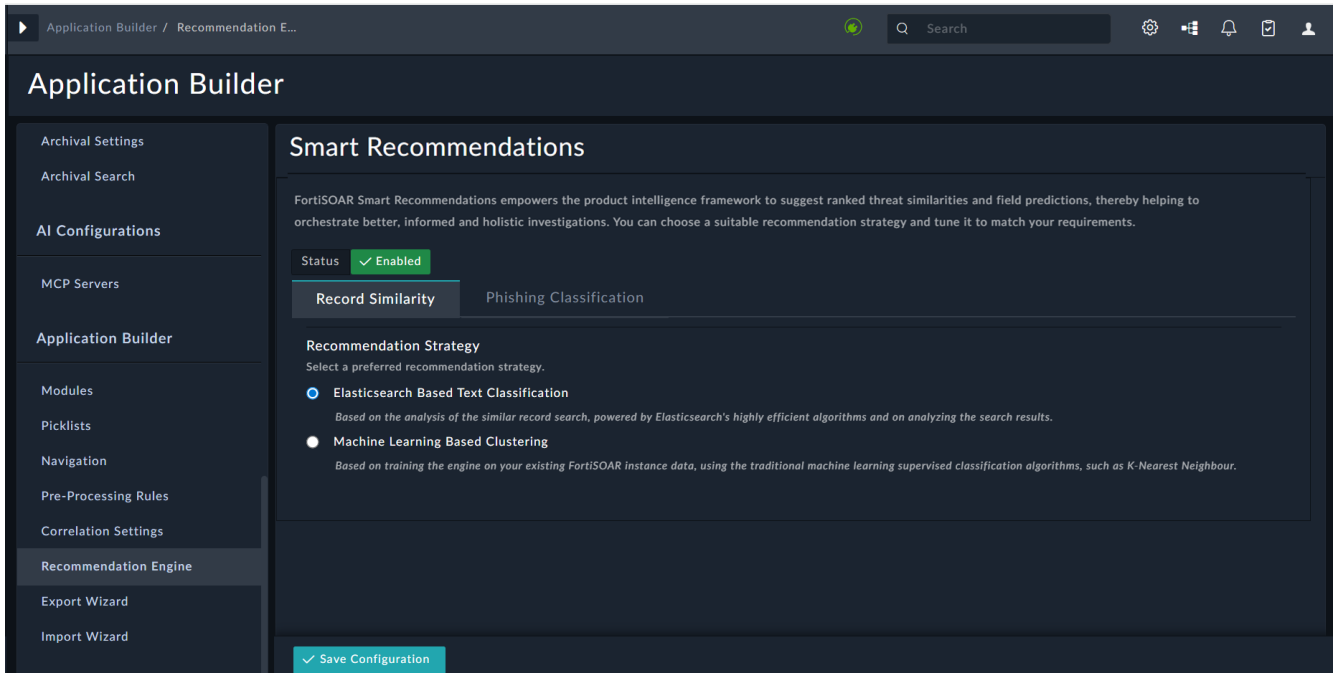 Application Builder / Recommendation E...
Search
Application Builder
Archival Settings
Archival Search
AI Configurations
MCP Servers
Application Builder
Modules
Picklists
Navigation
Pre-Processing Rules
Correlation Settings
Recommendation Engine
Export Wizard
Import Wizard
Smart Recommendations
FortiSOAR Smart Recommendations empowers the product intelligence framework to suggest ranked threat similarities and field predictions, thereby helping to
orchestrate better, informed and holistic investigations. You can choose a suitable recommendation strategy and tune it to match your requirements.
Status Enabled
Record Similarity Phishing Classification
Recommendation Strategy
Select a preferred recommendation strategy.
Elasticsearch Based Text Classification
Based on the analysis of the similar record search, powered by Elasticsearch's highly efficient algorithms and on analyzing the search results.
Machine Learning Based Clustering
Based on training the engine on your existing FortiSOAR instance data, using the traditional machine learning supervised classification algorithms, such as K-Nearest Neighbour.
Save Configuration